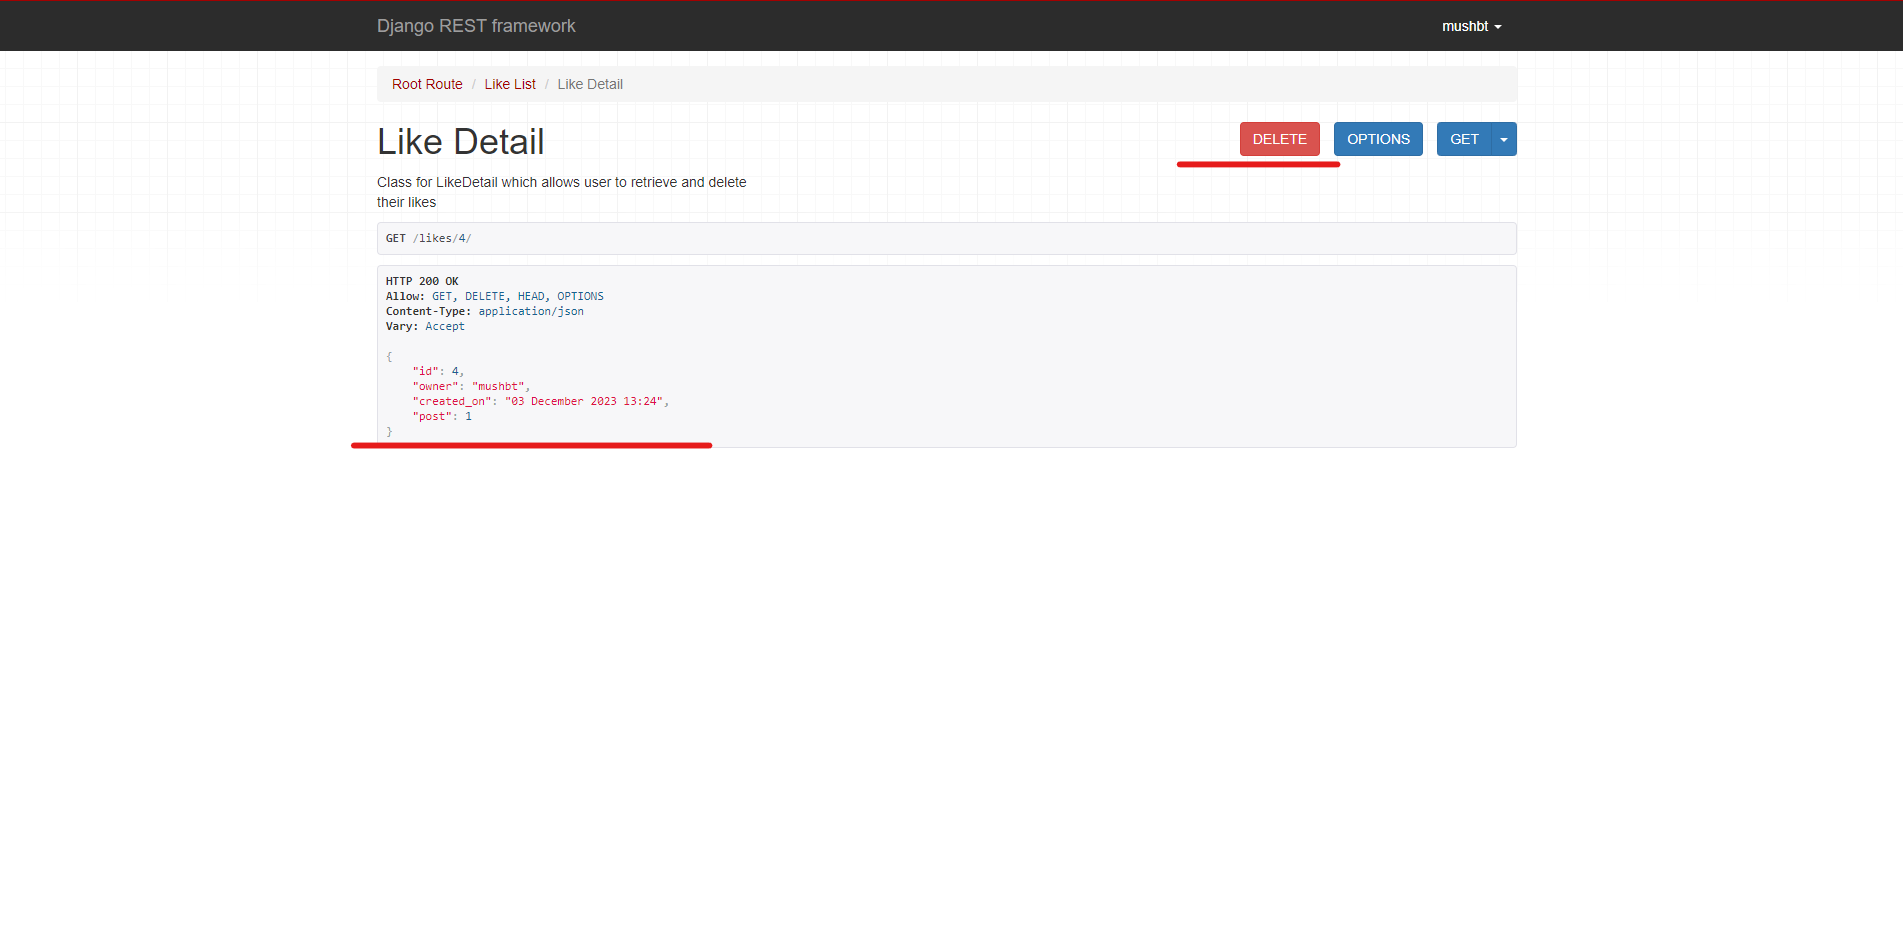 Django REST framework
mushbt
Root Route / Like List / Like Detail
Like Detail
DELETE
OPTIONS
GET
Class for LikeDetail which allows user to retrieve and delete
their likes
GET /likes/4/
HTTP 200 OK
Allow: GET, DELETE, HEAD, OPTIONS
Content-Type: application/json
Vary: Accept
{
    "id": 4,
    "owner": "mushbt",
    "created_on": "03 December 2023 13:24",
    "post": 1
}